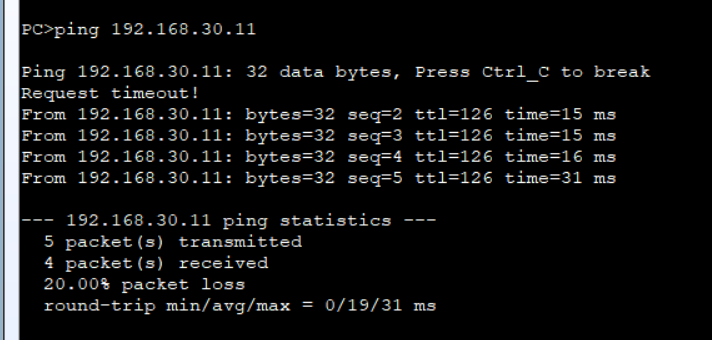 PC>ping 192.168.30.11
Ping 192.168.30.11: 32 data bytes, Press Ctrl_C to break
Request timeout!
From 192.168.30.11: bytes=32 seq=2 ttl=126 time=15 ms
From 192.168.30.11: bytes=32 seq=3 ttl=126 time=15 ms
From 192.168.30.11: bytes=32 seq=4 ttl=126 time=16 ms
From 192.168.30.11: bytes=32 seq=5 ttl=126 time=31 ms
--- 192.168.30.11 ping statistics ---
5 packet(s) transmitted
4 packet(s) received
20.00% packet loss
round-trip min/avg/max = 0/19/31 ms